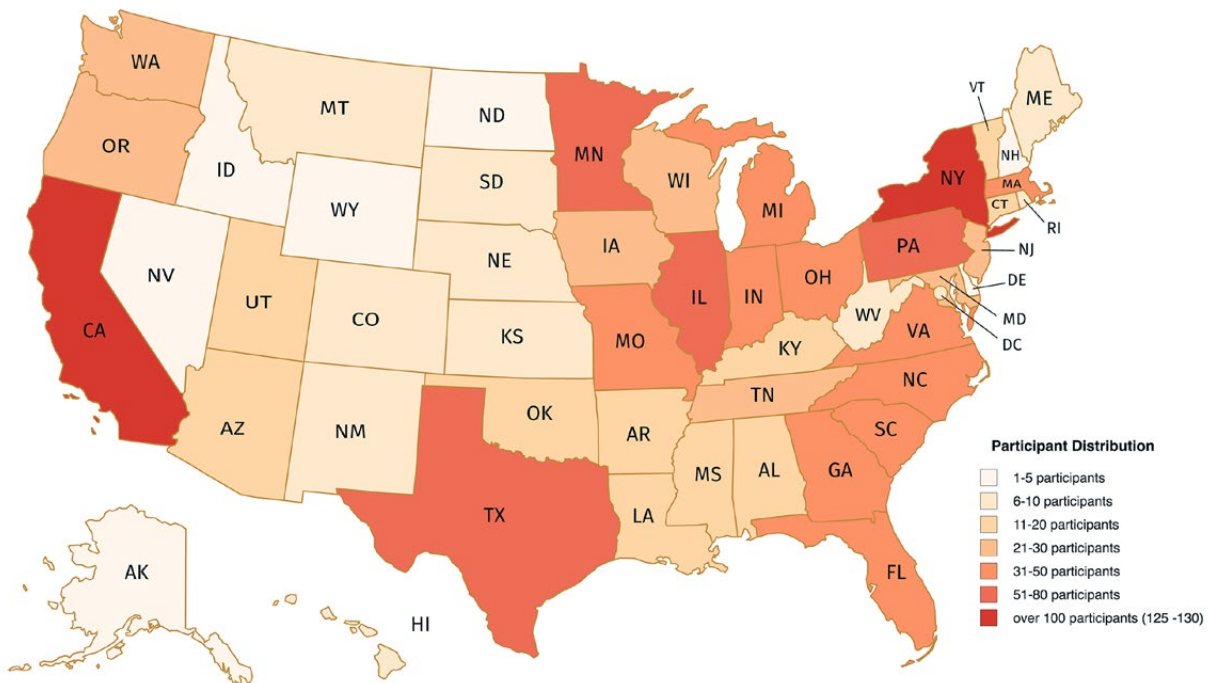 WA
MT
ND
MN
VT
ME
OR
ID
SD
WI
MI
NY
NH
MA
CT
RI
WY
IA
PA
NJ
NV
NE
IL
IN
OH
DE
UT
CO
KS
MO
WV
MD
DC
CA
KY
VA
AZ
NM
OK
AR
TN
NC
SC
MS
AL
GA
TX
LA
FL
AK
HI
Participant Distribution
1-5 participants
6-10 participants
11-20 participants
21-30 participants
31-50 participants
51-80 participants
over 100 participants (125 -130)